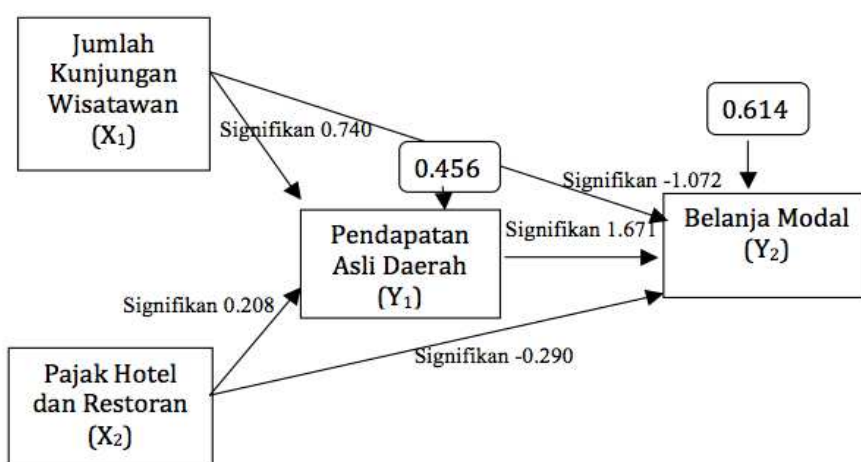 Jumlah
Kunjungan
Wisatawan
(X₁)
Signifikan 0.740
0.456
0.614
Signifikan -1.072
Pendapatan
Asli Daerah
(Y₁)
Signifikan 1.671
Belanja Modal
(Y₂)
Signifikan 0.208
Signifikan -0.290
Pajak Hotel
dan Restoran
(X₂)